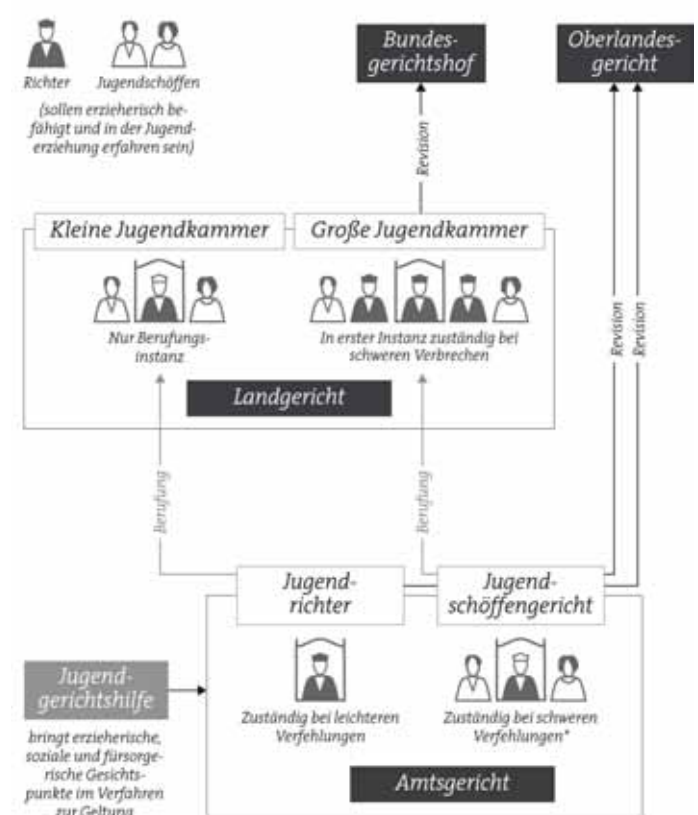 Richter
Jugendschöffen
(sollen erzieherisch be-
fähigt und in der Jugend-
erziehung erfahren sein)
Bundes-
gerichtshof
Oberlandes-
gericht
Revision
Revision
Revision
Kleine Jugendkammer
Große Jugendkammer
Nur Berufungs-
instanz
In erster Instanz zuständig bei
schweren Verbrechen
Landgericht
Berufung
Berufung
Jugend-
richter
Jugend-
schöffengericht
Zuständig bei leichteren
Verfehlungen
Zuständig bei schweren
Verfehlungen*
Amtsgericht
Jugend-
gerichtshilfe
bringt erzieherische,
soziale und fürsorge-
rische Gesichts-
punkte im Verfahren
zur Geltung